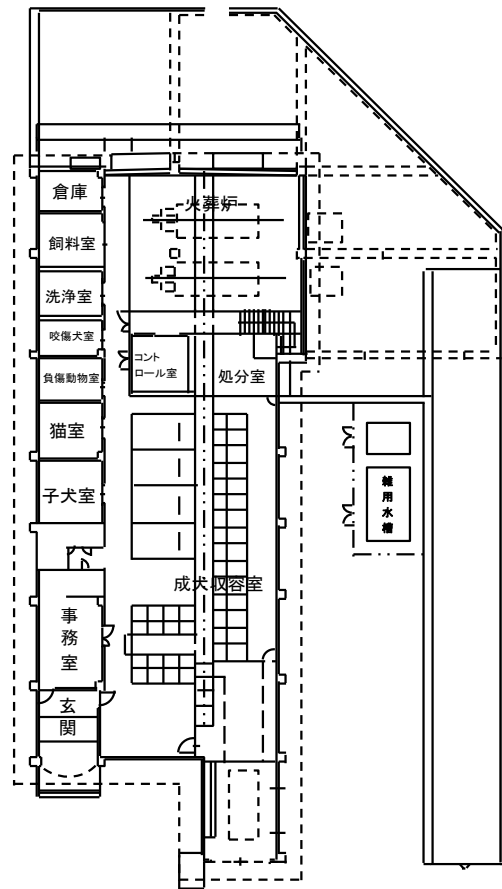 倉庫
火葬炉
飼料室
洗浄室
咬傷犬室
コント
ロール室
負傷動物室
処分室
猫室
子犬室
雑用水槽
成犬収容室
事務室
玄関